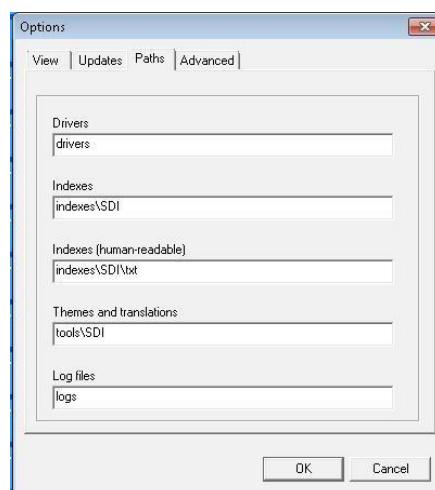 Options
View Updates Paths Advanced
Drivers
drivers
Indexes
indexes\SDI
Indexes (human-readable)
indexes\SDI\txt
Themes and translations
tools\SDI
Log files
logs
OK Cancel